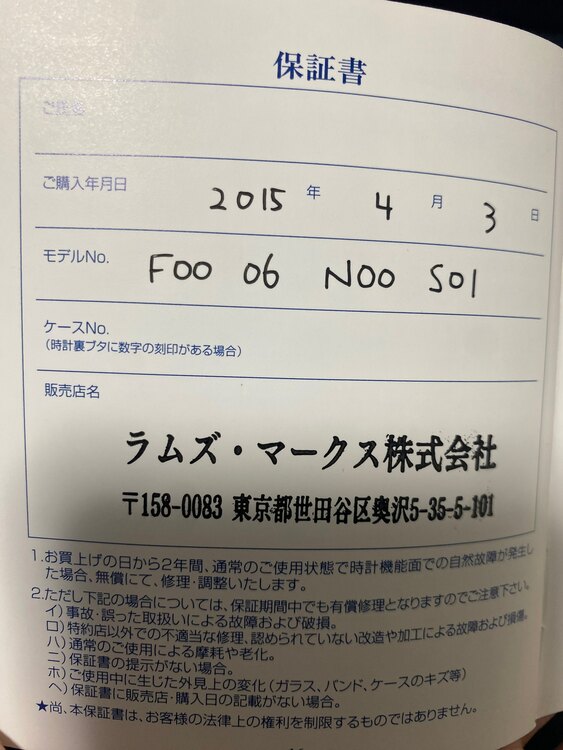 保証書
ご氏名
ご購入年月日 2015 年 4 月 3 日
モデルNo. F00 06 N00 S01
ケースNo.
(時計裏ブタに数字の刻印がある場合)
販売店名
ラムズ・マークス株式会社
〒158-0083 東京都世田谷区奥沢5-35-5-101
1.お買上げの日から2年間、通常のご使用状態で時計機能面での自然故障が発生し
た場合、無償にて、修理・調整いたします。
2.ただし下記の場合については、保証期間中でも有償修理となりますのでご注意下さい。
イ)事故・誤った取扱いによる故障および破損。
ロ)特約店以外での不適当な修理、認められていない改造や加工による故障および損傷。
ハ)通常のご使用による摩耗や老化。
ニ)保証書の提示がない場合。
ホ)ご使用中に生じた外見上の変化(ガラス、バンド、ケースのキズ等)
ヘ)保証書に販売店・購入日の記載がない場合。
★尚、本保証書は、お客様の法律上の権利を制限するものではありません。